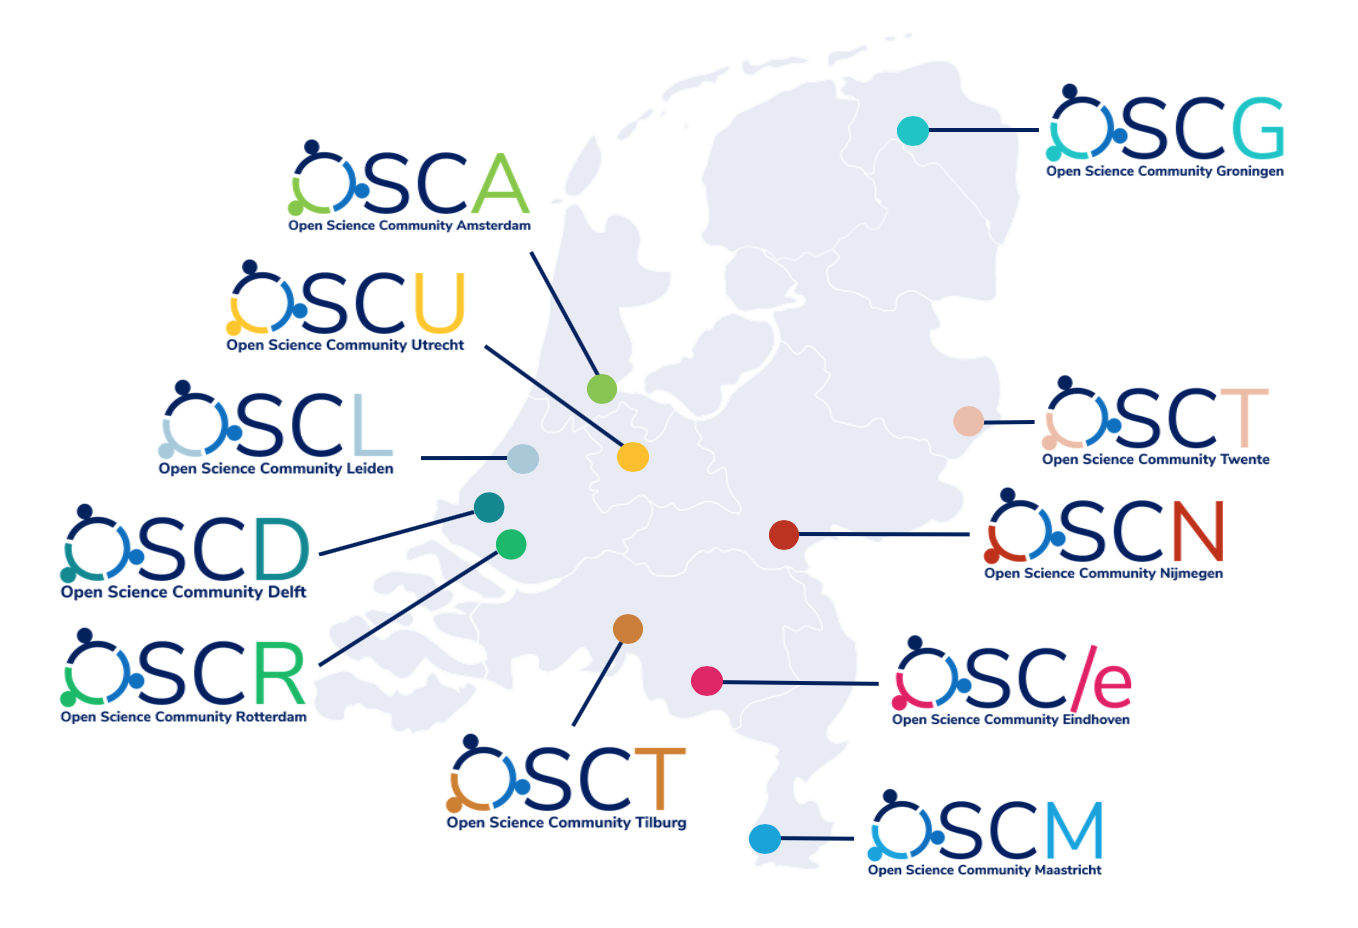 OSCG
Open Science Community Groningen
OSCA
Open Science Community Amsterdam
OSCU
Open Science Community Utrecht
OSCL
Open Science Community Leiden
OSCT
Open Science Community Twente
OSCD
Open Science Community Delft
OSCN
Open Science Community Nijmegen
OSCR
Open Science Community Rotterdam
OSC/e
Open Science Community Eindhoven
OSCT
Open Science Community Tilburg
OSCM
Open Science Community Maastricht